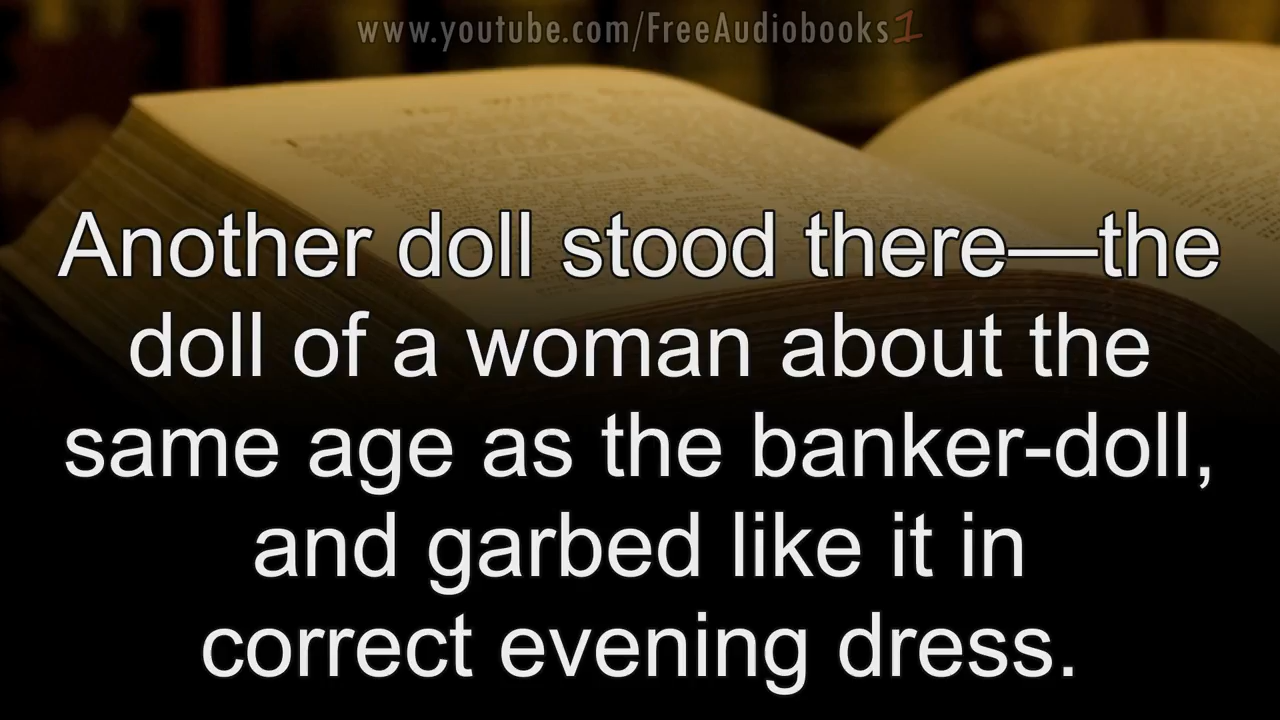 www.youtube.com/FreeAudiobooks1
Another doll stood there—the
doll of a woman about the
same age as the banker-doll,
and garbed like it in
correct evening dress.